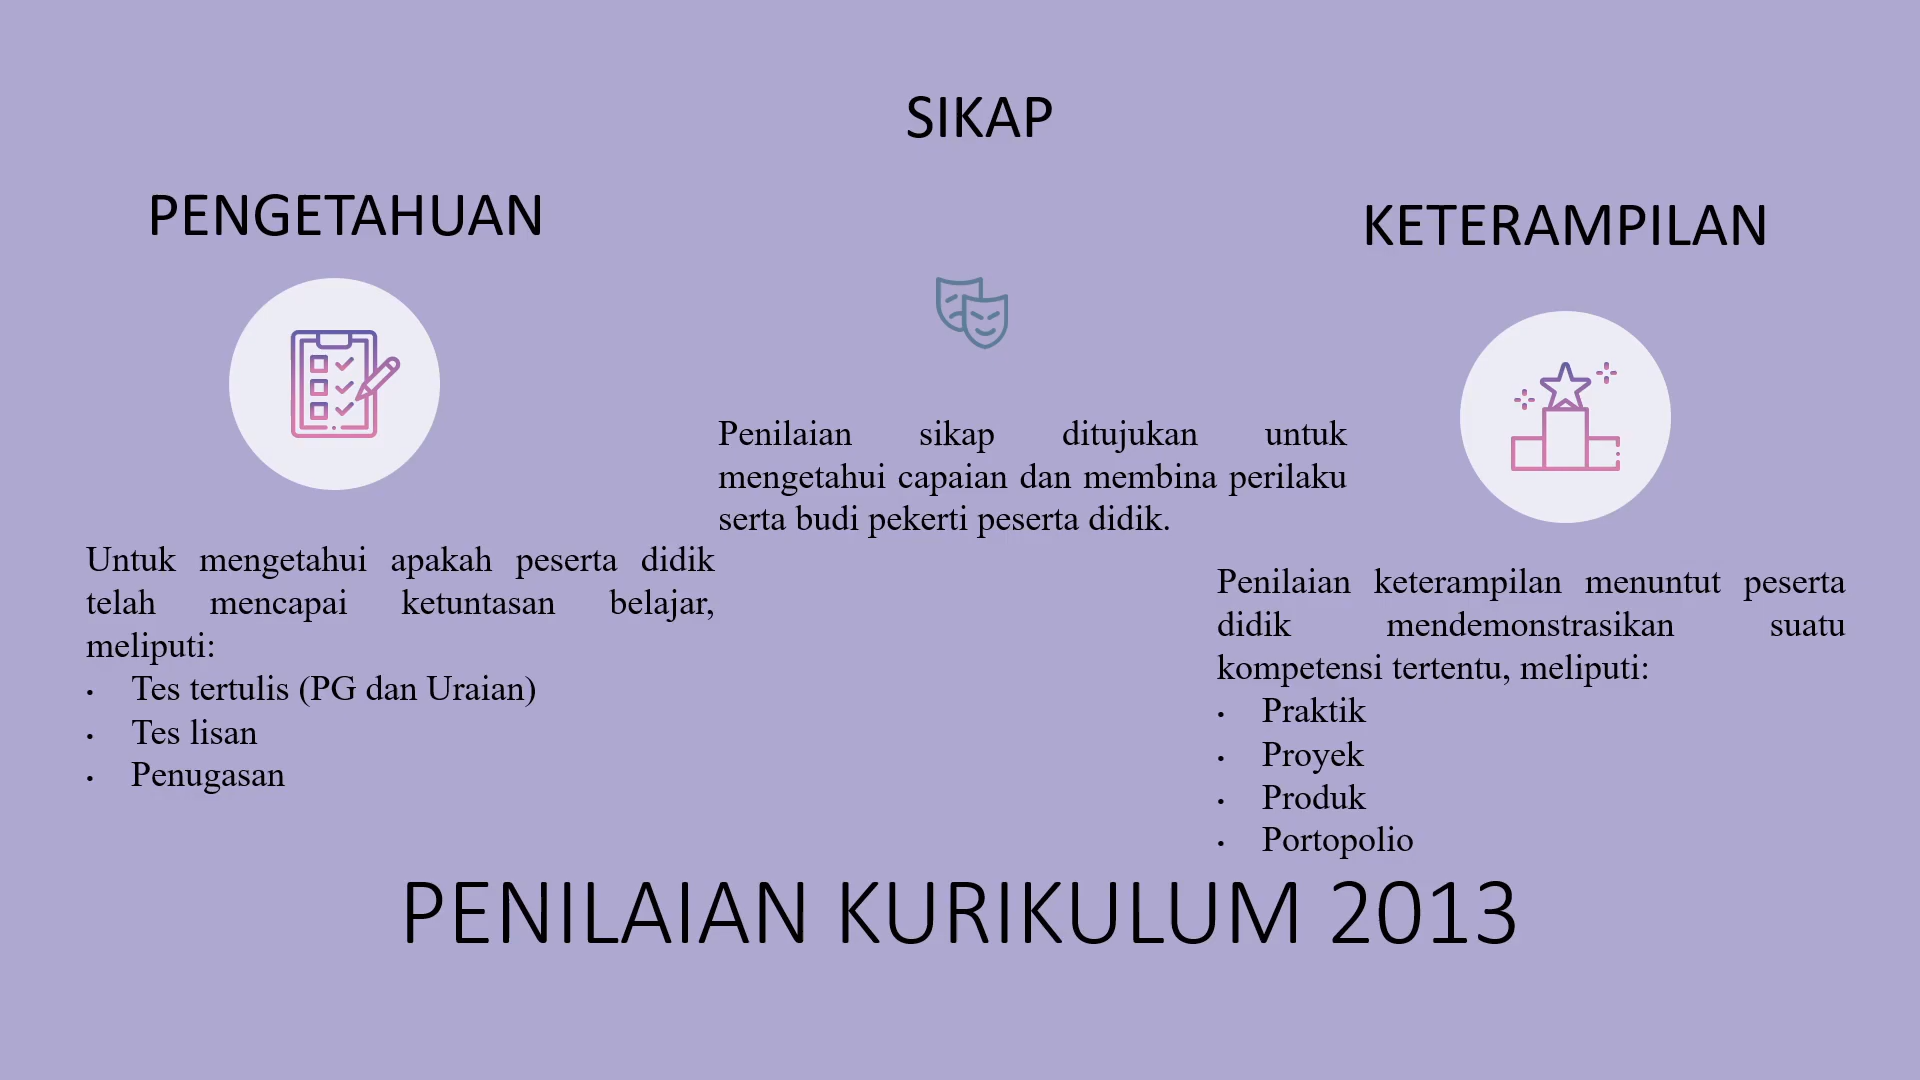 SIKAP
PENGETAHUAN
KETERAMPILAN
Penilaian sikap ditujukan untuk
mengetahui capaian dan membina perilaku
serta budi pekerti peserta didik.
Untuk mengetahui apakah peserta didik
telah mencapai ketuntasan belajar,
meliputi:
• Tes tertulis (PG dan Uraian)
• Tes lisan
• Penugasan
Penilaian keterampilan menuntut peserta
didik mendemonstrasikan suatu
kompetensi tertentu, meliputi:
• Praktik
• Proyek
• Produk
• Portopolio
PENILAIAN KURIKULUM 2013